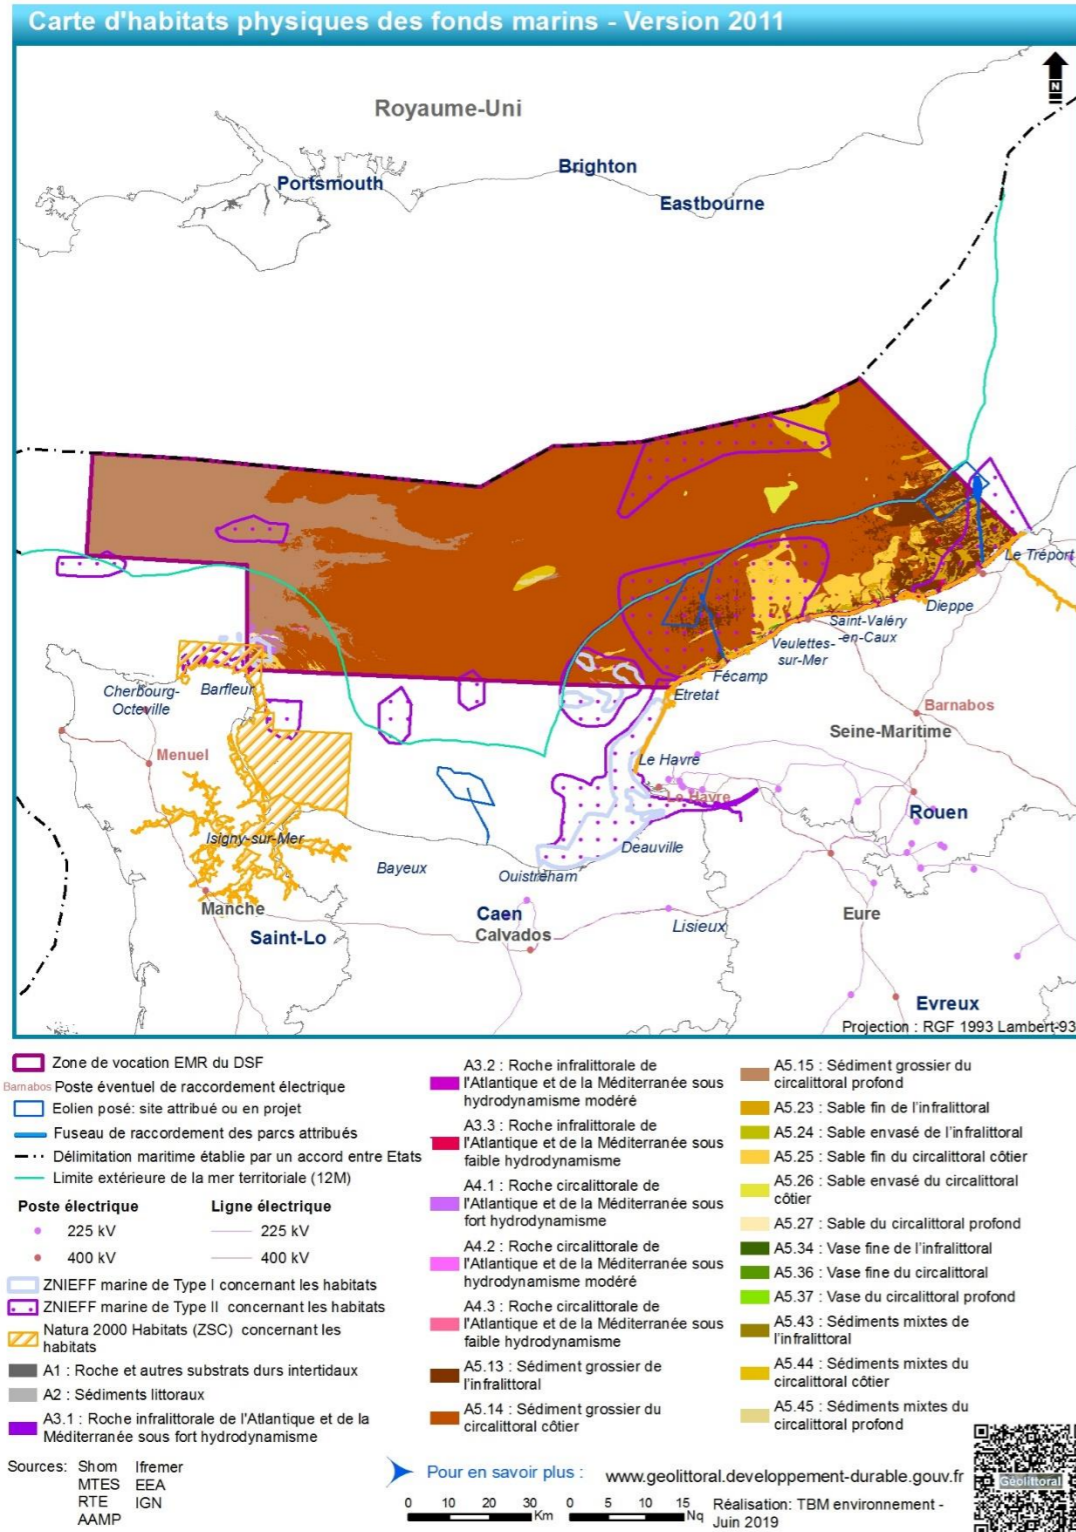 Carte d'habitats physiques des fonds marins - Version 2011
N
Royaume-Uni
Portsmouth
Brighton
Eastbourne
Le Tréport
Dieppe
Saint-Valéry
-en-Caux
Veulettes-
sur-Mer
Fécamp
Etretat
Cherbourg-
Octeville
Barfleur
Barnabos
Seine-Maritime
Menuel
Le Havre
Le Havre
Rouen
Isigny-sur-Mer
Deauville
Bayeux
Ouistreham
Manche
Caen
Calvados
Eure
Saint-Lo
Lisieux
Evreux
Projection : RGF 1993 Lambert-93
Zone de vocation EMR du DSF
Barnabos Poste éventuel de raccordement électrique
Eolien posé: site attribué ou en projet
Fuseau de raccordement des parcs attribués
Délimitation maritime établie par un accord entre Etats
Limite extérieure de la mer territoriale (12M)
Poste électrique Ligne électrique
225 kV 225 kV
400 kV 400 kV
ZNIEFF marine de Type I concernant les habitats
ZNIEFF marine de Type II concernant les habitats
Natura 2000 Habitats (ZSC) concernant les
habitats
A1 : Roche et autres substrats durs intertidaux
A2 : Sédiments littoraux
A3.1 : Roche infralittorale de l'Atlantique et de la
Méditerranée sous fort hydrodynamisme
A3.2 : Roche infralittorale de
l'Atlantique et de la Méditerranée sous
hydrodynamisme modéré
A3.3 : Roche infralittorale de
l'Atlantique et de la Méditerranée sous
faible hydrodynamisme
A4.1 : Roche circalittorale de
l'Atlantique et de la Méditerranée sous
fort hydrodynamisme
A4.2 : Roche circalittorale de
l'Atlantique et de la Méditerranée sous
hydrodynamisme modéré
A4.3 : Roche circalittorale de
l'Atlantique et de la Méditerranée sous
faible hydrodynamisme
A5.13 : Sédiment grossier de
l'infralittoral
A5.14 : Sédiment grossier du
circalittoral côtier
A5.15 : Sédiment grossier du
circalittoral profond
A5.23 : Sable fin de l'infralittoral
A5.24 : Sable envasé de l'infralittoral
A5.25 : Sable fin du circalittoral côtier
A5.26 : Sable envasé du circalittoral
côtier
A5.27 : Sable du circalittoral profond
A5.34 : Vase fine de l'infralittoral
A5.36 : Vase fine du circalittoral
A5.37 : Vase du circalittoral profond
A5.43 : Sédiments mixtes de
l'infralittoral
A5.44 : Sédiments mixtes du
circalittoral côtier
A5.45 : Sédiments mixtes du
circalittoral profond
Sources: Shom Ifremer
MTES EEA
RTE IGN
AAMP
Pour en savoir plus : www.geolittoral.developpement-durable.gouv.fr
0 10 20 30 Km
0 5 10 15 Nq
Réalisation: TBM environnement -
Juin 2019
Géolittoral